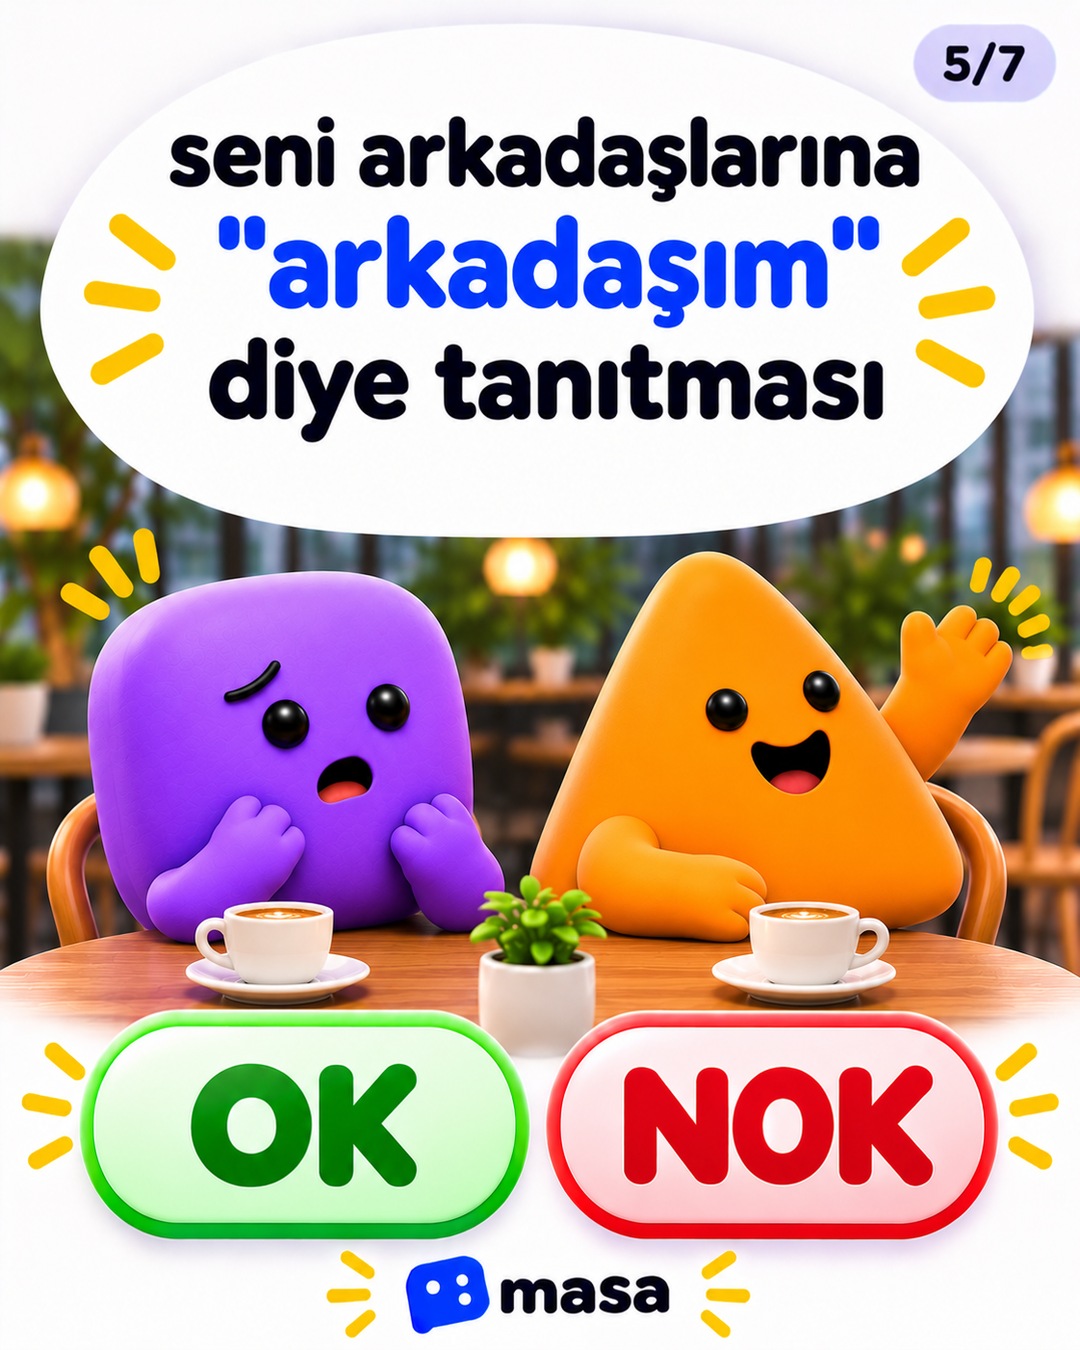 5/7
seni arkadaşlarına
"arkadaşım"
diye tanıtması
OK
NOK
masa